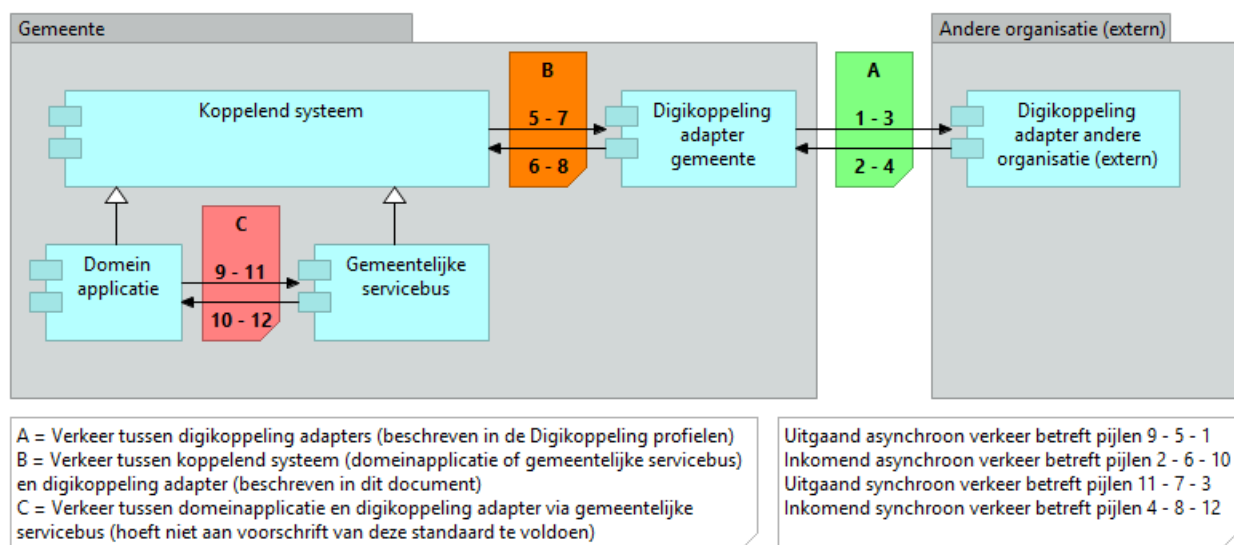 Gemeente
Andere organisatie (extern)
Koppelend systeem
B
5 - 7
6 - 8
Digikoppeling
adapter
gemeente
A
1 - 3
2 - 4
Digikoppeling
adapter andere
organisatie (extern)
Domein
applicatie
C
9 - 11
10 - 12
Gemeentelijke
servicebus
A = Verkeer tussen digikoppeling adapters (beschreven in de Digikoppeling profielen)
B = Verkeer tussen koppelend systeem (domeinapplicatie of gemeentelijke servicebus)
en digikoppeling adapter (beschreven in dit document)
C = Verkeer tussen domeinapplicatie en digikoppeling adapter via gemeentelijke
servicebus (hoeft niet aan voorschrift van deze standaard te voldoen)
Uitgaand asynchroon verkeer betreft pijlen 9 - 5 - 1
Inkomend asynchroon verkeer betreft pijlen 2 - 6 - 10
Uitgaand synchroon verkeer betreft pijlen 11 - 7 - 3
Inkomend synchroon verkeer betreft pijlen 4 - 8 - 12